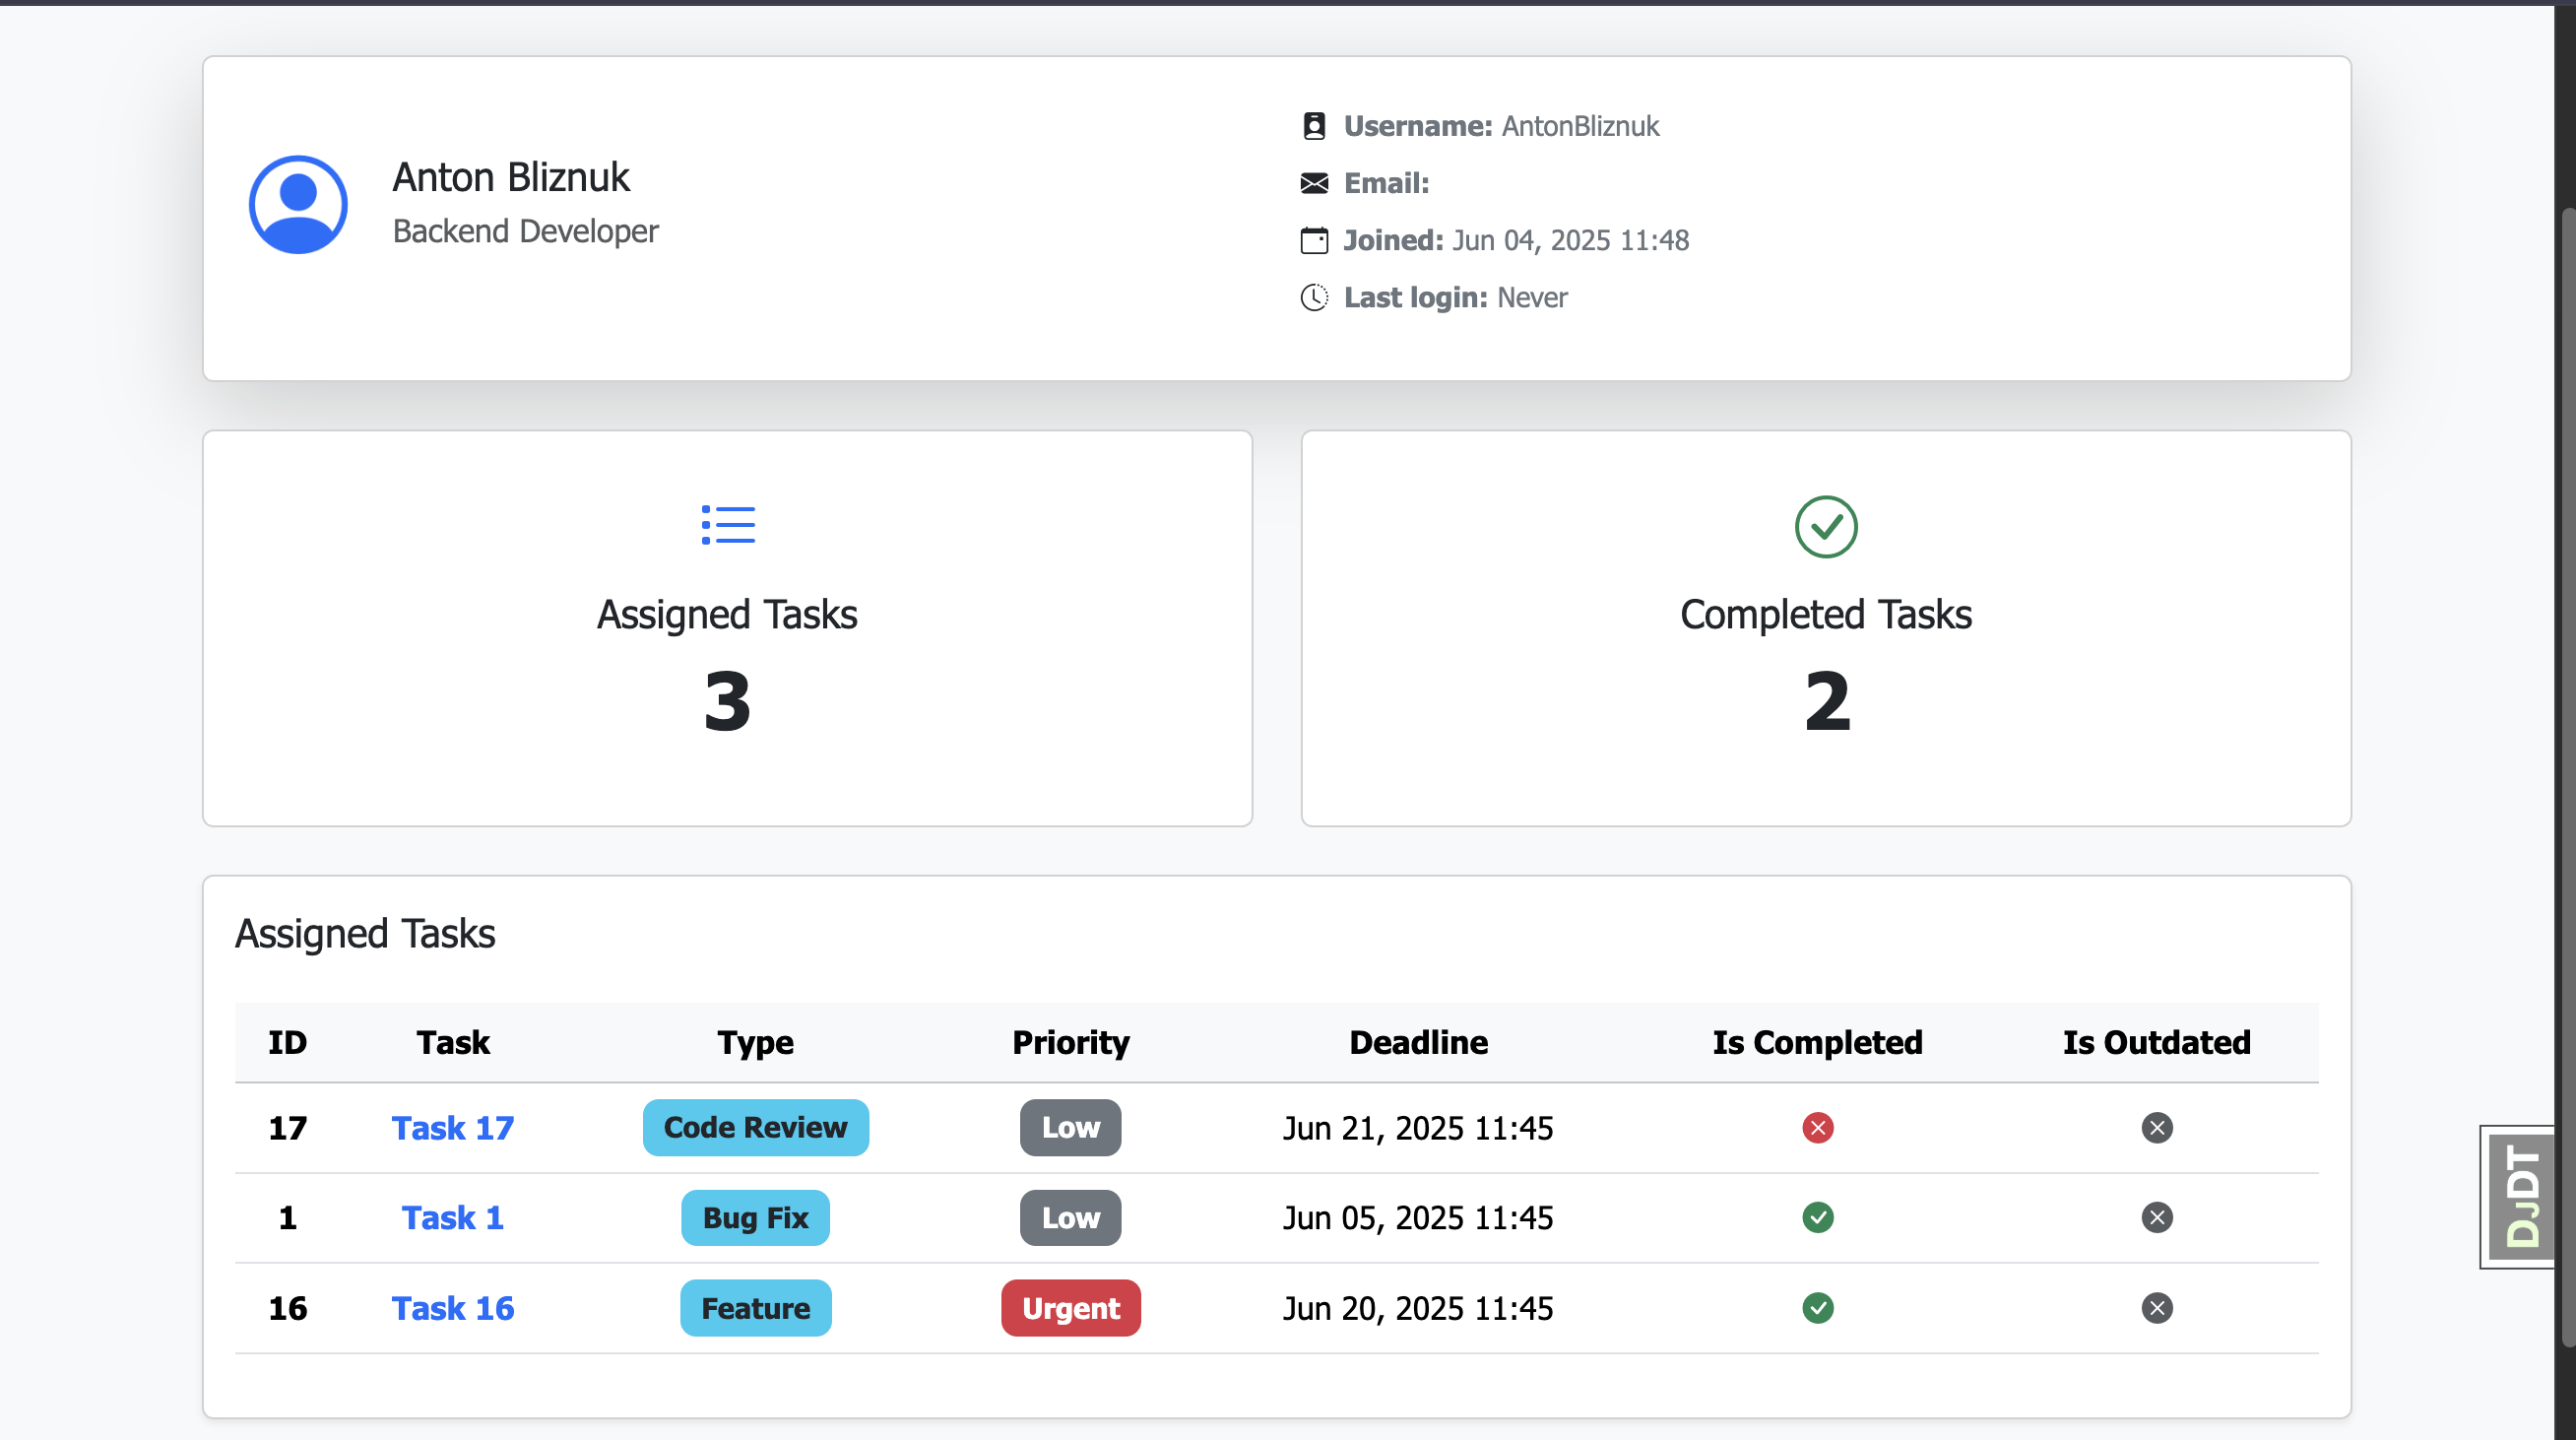 Anton Bliznuk
Backend Developer
Username: AntonBliznuk
Email:
Joined: Jun 04, 2025 11:48
Last login: Never
Assigned Tasks
3
Completed Tasks
2
Assigned Tasks
ID Task Type Priority Deadline Is Completed Is Outdated
17 Task 17 Code Review Low Jun 21, 2025 11:45
1 Task 1 Bug Fix Low Jun 05, 2025 11:45
16 Task 16 Feature Urgent Jun 20, 2025 11:45
DJDT